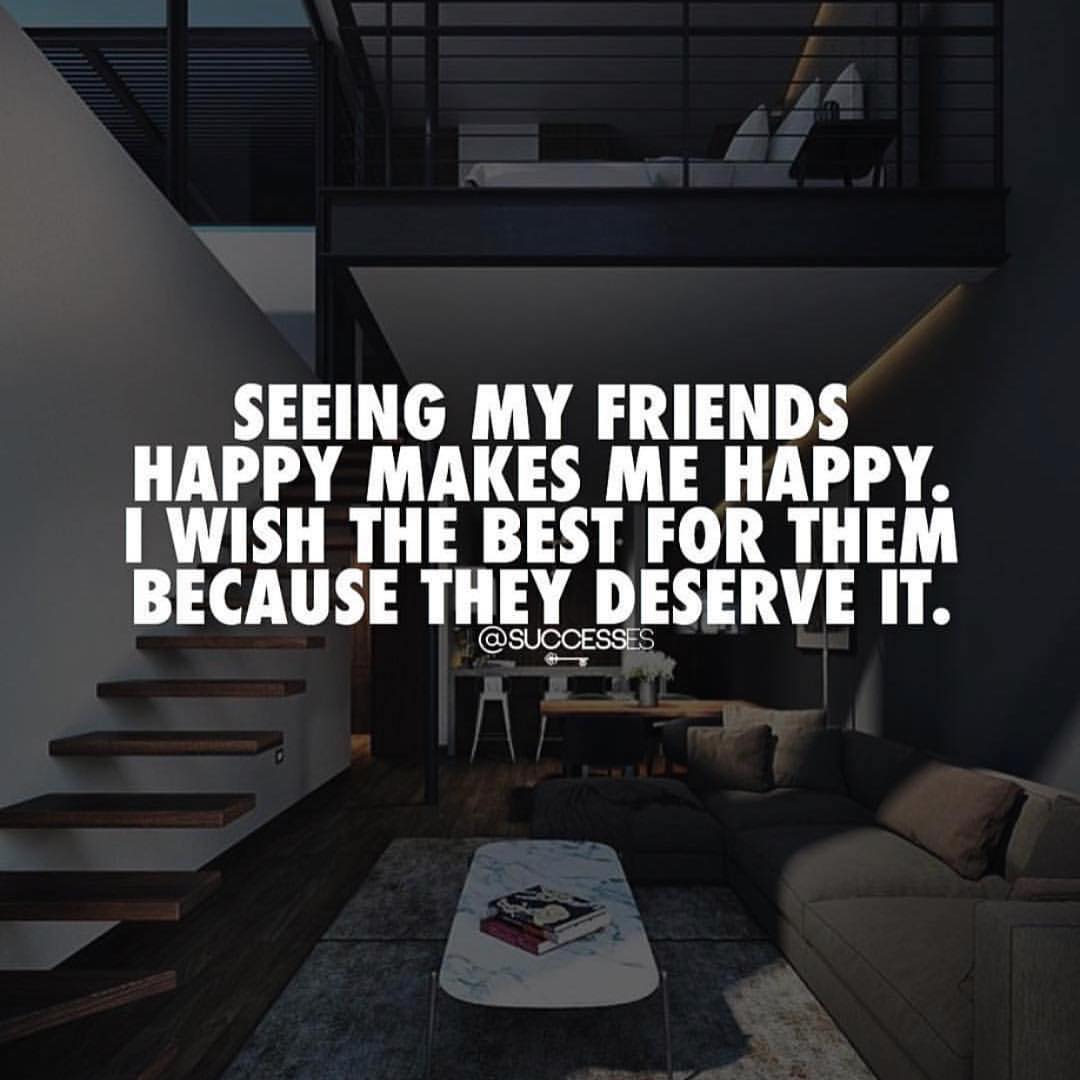 SEEING MY FRIENDS
HAPPY MAKES ME HAPPY.
I WISH THE BEST FOR THEM
BECAUSE THEY DESERVE IT.
@SUCCESSES